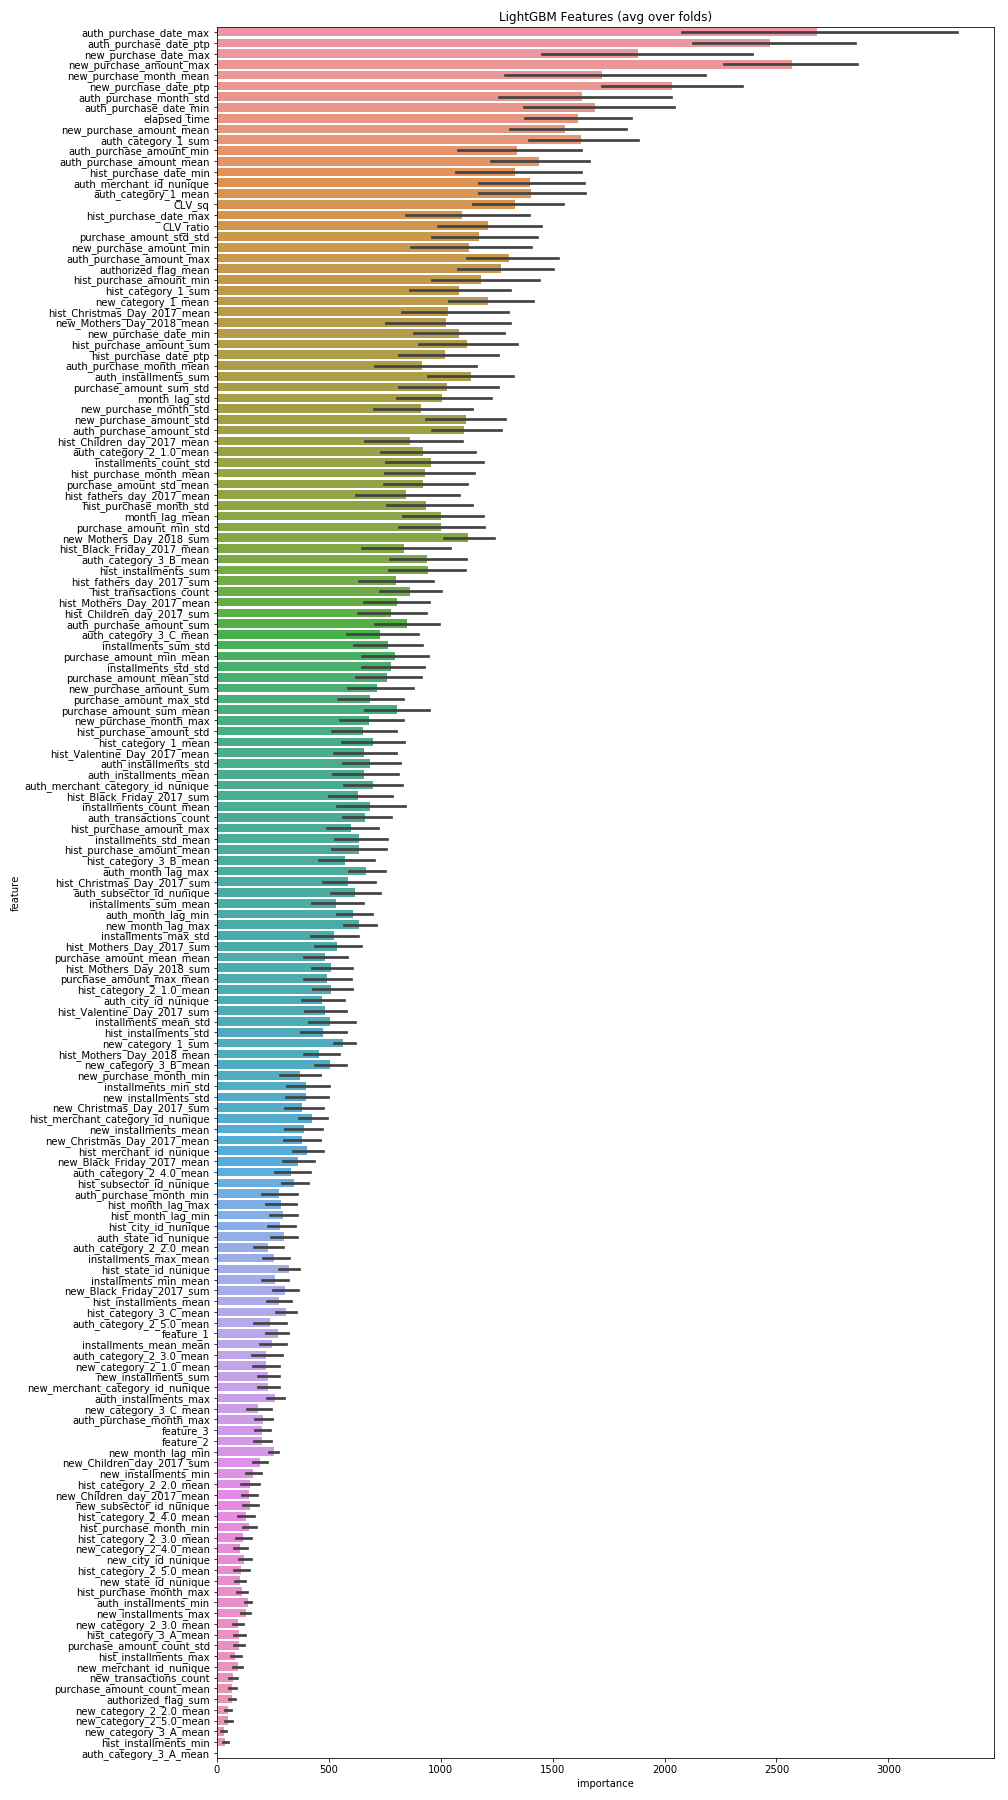 LightGBM Features (avg over folds)
auth_purchase_date_max
auth_purchase_date_ptp
new_purchase_date_max
new_purchase_amount_max
new_purchase_month_mean
new_purchase_date_ptp
auth_purchase_month_std
auth_purchase_date_min
elapsed_time
new_purchase_amount_mean
auth_category_1_sum
auth_purchase_amount_min
auth_purchase_amount_mean
hist_purchase_date_min
auth_merchant_id_nunique
auth_category_1_mean
CLV_sq
hist_purchase_date_max
CLV_ratio
purchase_amount_std_std
new_purchase_amount_min
auth_purchase_amount_max
authorized_flag_mean
hist_purchase_amount_min
hist_category_1_sum
new_category_1_mean
hist_Christmas_Day_2017_mean
new_Mothers_Day_2018_mean
new_purchase_date_min
hist_purchase_amount_sum
hist_purchase_date_ptp
auth_purchase_month_mean
auth_installments_sum
purchase_amount_sum_std
month_lag_std
new_purchase_month_std
new_purchase_amount_std
auth_purchase_amount_std
hist_Children_day_2017_mean
auth_category_2_1.0_mean
installments_count_std
hist_purchase_month_mean
purchase_amount_std_mean
hist_fathers_day_2017_mean
hist_purchase_month_std
month_lag_mean
purchase_amount_min_std
new_Mothers_Day_2018_sum
hist_Black_Friday_2017_mean
auth_category_3_B_mean
hist_installments_sum
hist_fathers_day_2017_sum
hist_transactions_count
hist_Mothers_Day_2017_mean
hist_Children_day_2017_sum
auth_purchase_amount_sum
auth_category_3_C_mean
installments_sum_std
purchase_amount_min_mean
installments_std_std
purchase_amount_mean_std
new_purchase_amount_sum
purchase_amount_max_std
purchase_amount_sum_mean
new_purchase_month_max
hist_purchase_amount_std
hist_category_1_mean
hist_Valentine_Day_2017_mean
auth_installments_std
auth_installments_mean
auth_merchant_category_id_nunique
hist_Black_Friday_2017_sum
installments_count_mean
auth_transactions_count
hist_purchase_amount_max
installments_std_mean
hist_purchase_amount_mean
hist_category_3_B_mean
auth_month_lag_max
hist_Christmas_Day_2017_sum
auth_subsector_id_nunique
installments_sum_mean
auth_month_lag_min
new_month_lag_max
installments_max_std
hist_Mothers_Day_2017_sum
purchase_amount_mean_mean
hist_Mothers_Day_2018_sum
purchase_amount_max_mean
hist_category_2_1.0_mean
auth_city_id_nunique
hist_Valentine_Day_2017_sum
installments_mean_std
hist_installments_std
new_category_1_sum
hist_Mothers_Day_2018_mean
new_category_3_B_mean
new_purchase_month_min
installments_min_std
new_installments_std
new_Christmas_Day_2017_sum
hist_merchant_category_id_nunique
new_installments_mean
new_Christmas_Day_2017_mean
hist_merchant_id_nunique
new_Black_Friday_2017_mean
auth_category_2_4.0_mean
hist_subsector_id_nunique
auth_purchase_month_min
hist_month_lag_max
hist_month_lag_min
hist_city_id_nunique
auth_state_id_nunique
auth_category_2_2.0_mean
installments_max_mean
hist_state_id_nunique
installments_min_mean
new_Black_Friday_2017_sum
hist_installments_mean
hist_category_3_C_mean
auth_category_2_5.0_mean
feature_1
installments_mean_mean
auth_category_2_3.0_mean
new_category_2_1.0_mean
new_installments_sum
new_merchant_category_id_nunique
auth_installments_max
new_category_3_C_mean
auth_purchase_month_max
feature_3
feature_2
new_month_lag_min
new_Children_day_2017_sum
new_installments_min
hist_category_2_2.0_mean
new_Children_day_2017_mean
new_subsector_id_nunique
hist_category_2_4.0_mean
hist_purchase_month_min
hist_category_2_3.0_mean
new_category_2_4.0_mean
new_city_id_nunique
hist_category_2_5.0_mean
new_state_id_nunique
hist_purchase_month_max
auth_installments_min
new_installments_max
new_category_2_3.0_mean
hist_category_3_A_mean
purchase_amount_count_std
hist_installments_max
new_merchant_id_nunique
new_transactions_count
purchase_amount_count_mean
authorized_flag_sum
new_category_2_2.0_mean
new_category_2_5.0_mean
new_category_3_A_mean
hist_installments_min
auth_category_3_A_mean
feature
0 500 1000 1500 2000 2500 3000
importance